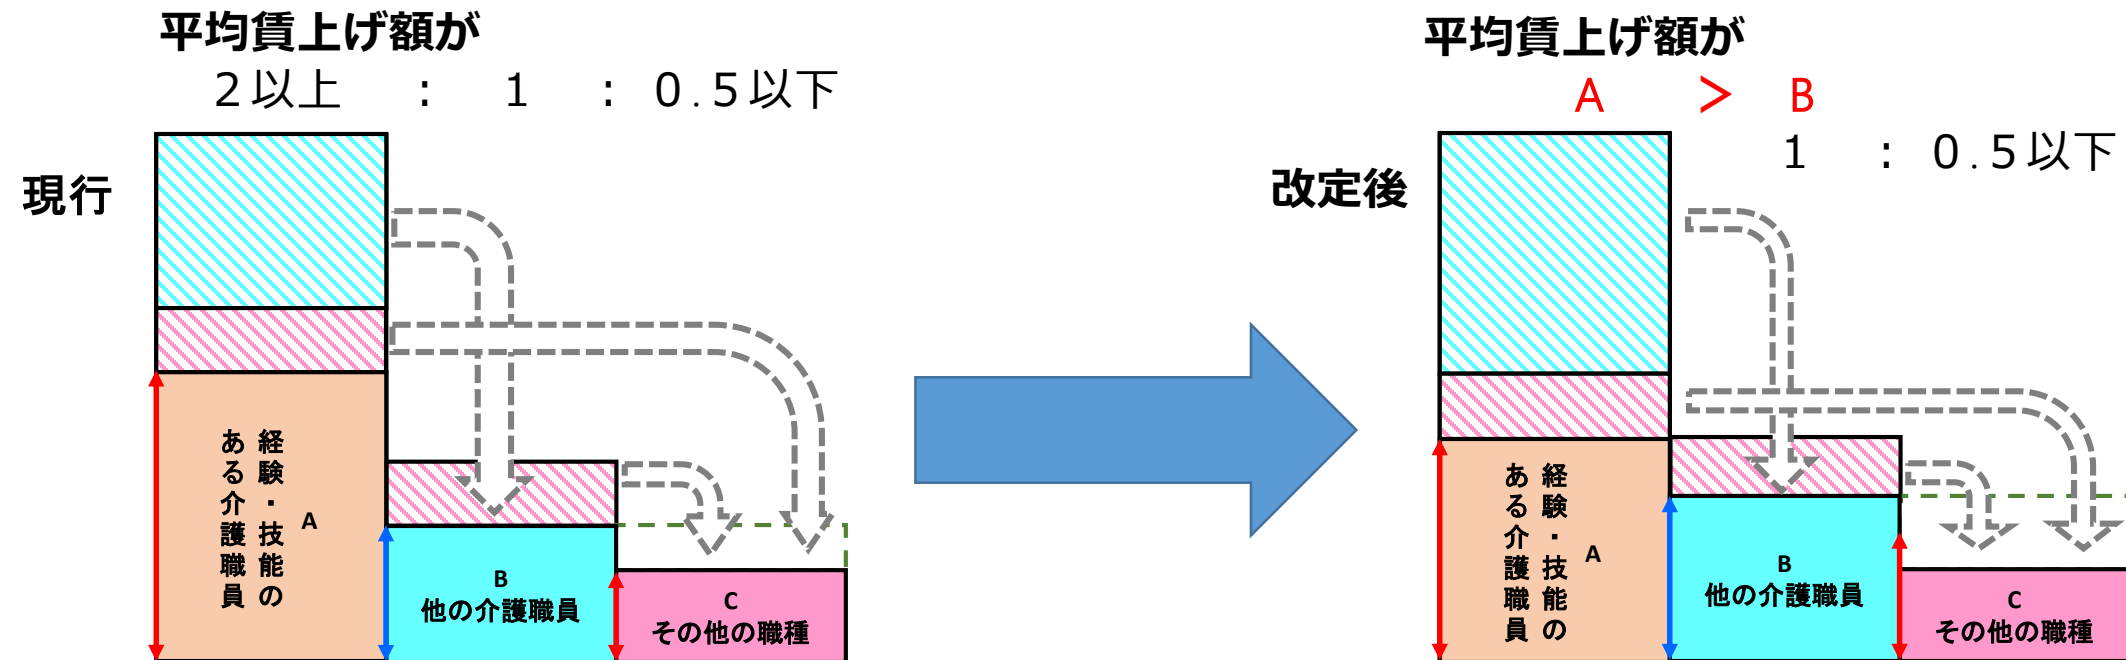 平均賃上げ額が
2以上 : 1 : 0.5以下
現行
経験・技能の
ある介護職員
A
B
他の介護職員
C
その他の職種
平均賃上げ額が
A > B
1 : 0.5以下
改定後
経験・技能の
ある介護職員
A
B
他の介護職員
C
その他の職種